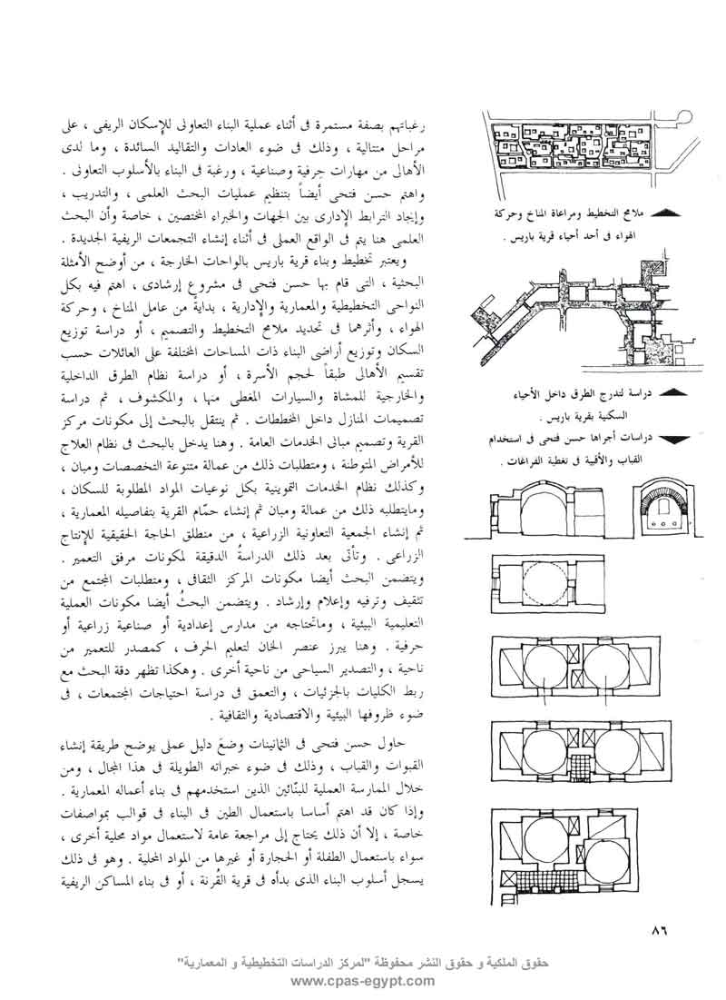 رغباتهم بصفة مستمرة فى أثناء عملية البناء التعاونى للإسكان الريفى ، على
مراحل متتالية ، وذلك فى ضوء العادات والتقاليد السائدة ، وما لدى
الأهالى من مهارات حِرفية وصناعية ، ورغبة فى البناء بالأسلوب التعاونى .
واهتم حسن فتحى أيضاً بتنظيم عمليات البحث العلمى ، والتدريب ،
وإيجاد الترابط الإدارى بين الجهات والخبراء المختصين ، خاصة وأن البحث
العلمى هنا يتم فى الواقع العملى فى أثناء إنشاء التجمعات الريفية الجديدة .
ويعتبر تخطيط وبناء قرية باريس بالواحات الخارجة ، من أوضح الأمثلة
البحثية ، التى قام بها حسن فتحى فى مشروع إرشادى ، اهتم فيه بكل
النواحى التخطيطية والمعمارية والإدارية ، بدايةً من عامل المناخ ، وحركة
الهواء ، وأثرهما فى تحديد ملامح التخطيط والتصميم ، أو دراسة توزيع
السكان وتوزيع أراضى البناء ذات المساحات المختلفة على العائلات حسب
تقسيم الأهالى طبقاً لحجم الأسرة ، أو دراسة نظام الطرق الداخلية
والخارجية للمشاة والسيارات المغطى منها ، والمكشوف ، ثم دراسة
تصميمات المنازل داخل المخططات . ثم ينتقل بالبحث إلى مكونات مركز
القرية وتصميم مبانى الخدمات العامة . وهنا يدخل بالبحث فى نظام العلاج
للأمراض المتوطنة ، ومتطلبات ذلك من عمالة متنوعة التخصصات ومبان ،
وكذلك نظام الخدمات التموينية بكل نوعيات المواد المطلوبة للسكان ،
ومايتطلبه ذلك من عمالة ومبان ثم إنشاء حمّام القرية بتفاصيله المعمارية ،
ثم إنشاء الجمعية التعاونية الزراعية ، من منطلق الحاجة الحقيقية للإنتاج
الزراعى . وتأتى بعد ذلك الدراسةُ الدقيقة لمكونات مرفق التعمير .
ويتضمن البحث أيضا مكونات المركز الثقافى ، ومتطلبات المجتمع من
تثقيف وترفيه وإعلام وإرشاد . ويتضمن البحثُ أيضا مكونات العملية
التعليمية البيئية ، وماتحتاجه من مدارس إعدادية أو صناعية زراعية أو
حرفية . وهنا يبرز عنصر الخان لتعليم الحرف ، كمصدر للتعمير من
ناحية ، والتصدير السياحى من ناحية أخرى . وهكذا تظهر دقة البحث مع
ربط الكليات بالجزئيات ، والتعمق فى دراسة احتياجات المجتمعات ، فى
ضوء ظروفها البيئية والاقتصادية والثقافية .
حاول حسن فتحى فى الثمانينات وضعَ دليل عملى يوضح طريقة إنشاء
القبوات والقباب ، وذلك فى ضوء خبراته الطويلة فى هذا المجال ، ومن
خلال الممارسة العملية للبنّائين الذين استخدمهم فى بناء أعماله المعمارية .
وإذا كان قد اهتم أساسا باستعمال الطين فى البناء فى قوالب بمواصفات
خاصة ، إلا أن ذلك يحتاج إلى مراجعة عامة لاستعمال مواد محلية أخرى ،
سواء باستعمال الطفلة أو الحجارة أو غيرها من المواد المحلية . وهو فى ذلك
يسجل أسلوب البناء الذى بدأه فى قرية القُرنة ، أو فى بناء المساكن الريفية
ملامح التخطيط ومراعاة المناخ وحركة
الهواء فى أحد أحياء قرية باريس .
دراسة لتدرج الطرق داخل الأحياء
السكنية بقرية باريس .
دراسات أجراها حسن فتحى فى استخدام
القباب والأقبية فى تغطية الفراغات .
٨٦
حقوق الملكية و حقوق النشر محفوظة "لمركز الدراسات التخطيطية و المعمارية"
www.cpas-egypt.com